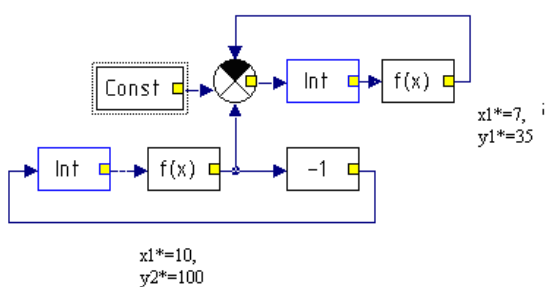 Const
Int
f(x)
x1*=7,
y1*=35
Int
f(x)
-1
x1*=10,
y2*=100